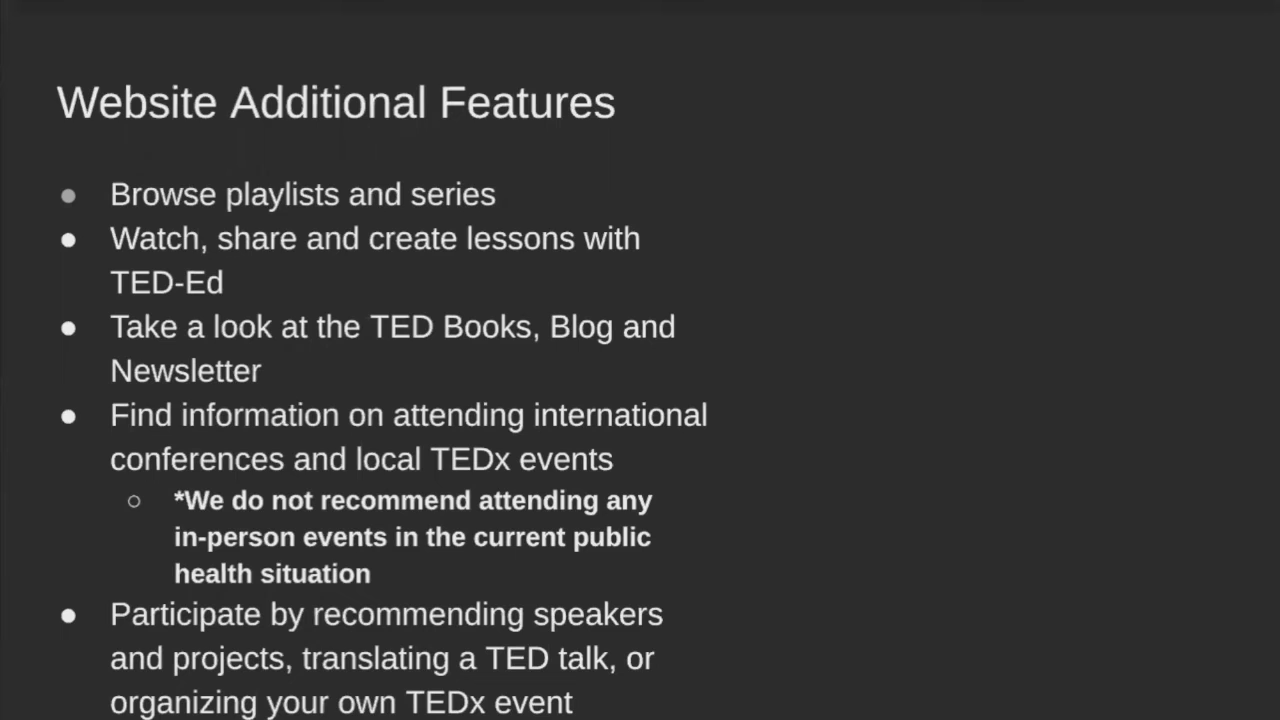 Website Additional Features
● Browse playlists and series
● Watch, share and create lessons with
TED-Ed
● Take a look at the TED Books, Blog and
Newsletter
● Find information on attending international
conferences and local TEDx events
○ *We do not recommend attending any
in-person events in the current public
health situation
● Participate by recommending speakers
and projects, translating a TED talk, or
organizing your own TEDx event